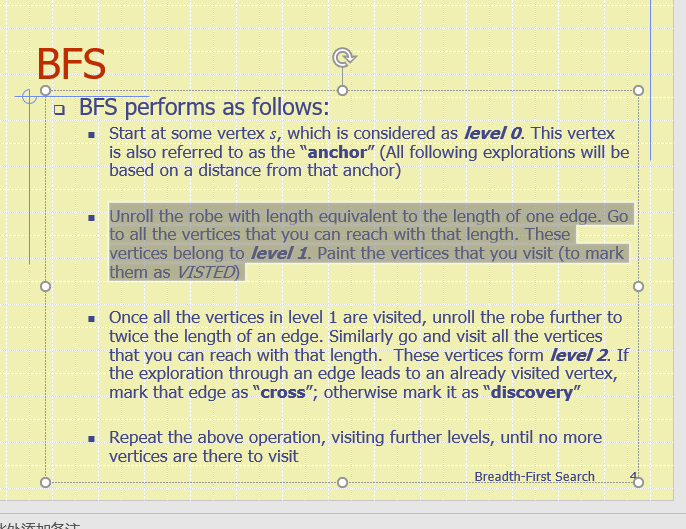 BFS
BFS performs as follows:
Start at some vertex s, which is considered as level 0. This vertex
is also referred to as the “anchor” (All following explorations will be
based on a distance from that anchor)
Unroll the robe with length equivalent to the length of one edge. Go
to all the vertices that you can reach with that length. These
vertices belong to level 1. Paint the vertices that you visit (to mark
them as VISTED)
Once all the vertices in level 1 are visited, unroll the robe further to
twice the length of an edge. Similarly go and visit all the vertices
that you can reach with that length. These vertices form level 2. If
the exploration through an edge leads to an already visited vertex,
mark that edge as “cross”; otherwise mark it as “discovery”
Repeat the above operation, visiting further levels, until no more
vertices are there to visit
Breadth-First Search 4